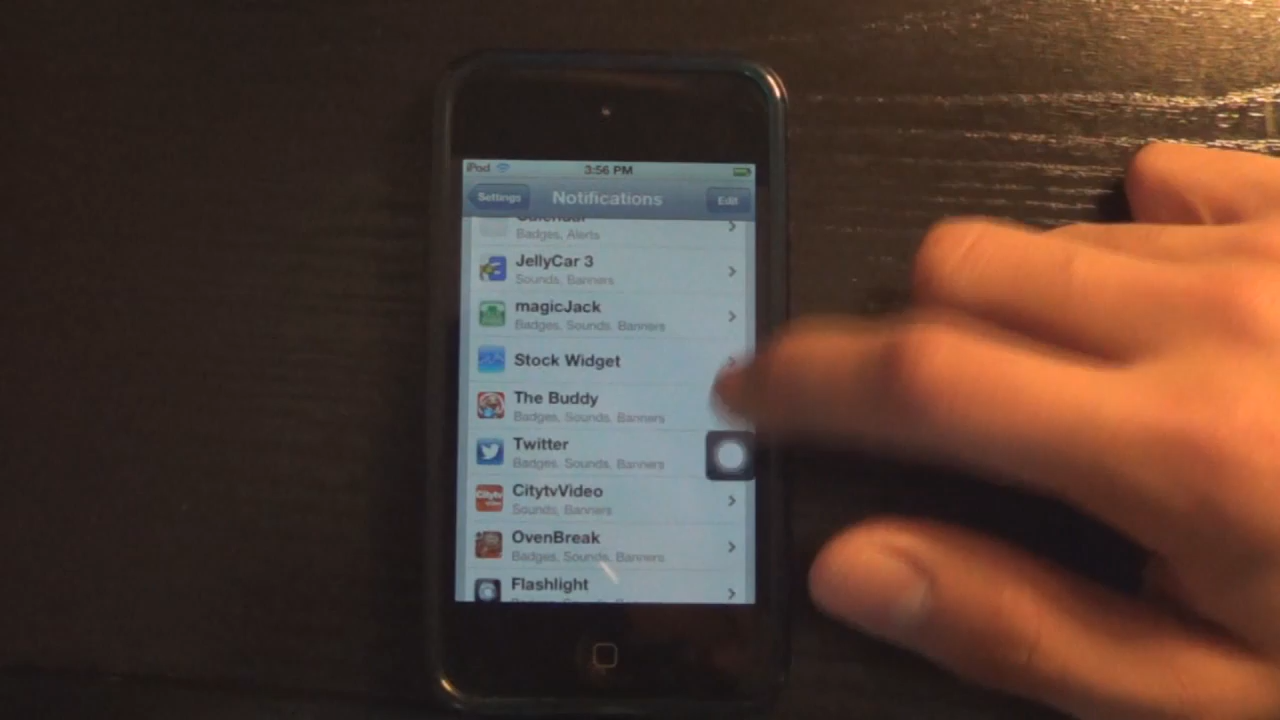 iPod 3:56 PM
Settings Notifications Edit
Calendar
Badges, Alerts
JellyCar 3
Sounds, Banners
magicJack
Badges, Sounds, Banners
Stock Widget
The Buddy
Badges, Sounds, Banners
Twitter
Badges, Sounds, Banners
CitytvVideo
Sounds, Banners
OvenBreak
Badges, Sounds, Banners
Flashlight